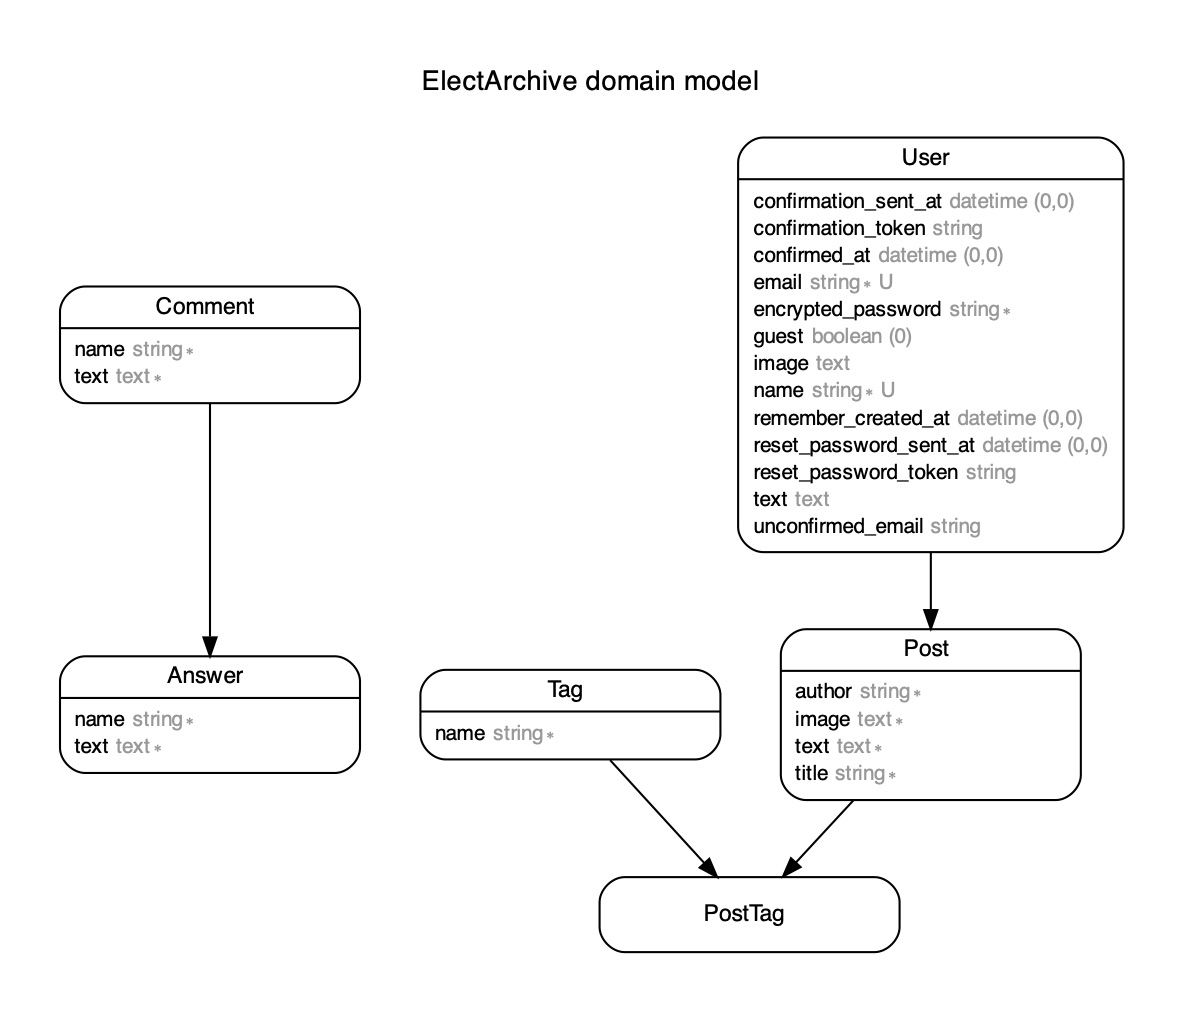 ElectArchive domain model
User
confirmation_sent_at datetime (0,0)
confirmation_token string
confirmed_at datetime (0,0)
email string* U
encrypted_password string*
guest boolean (0)
image text
name string* U
remember_created_at datetime (0,0)
reset_password_sent_at datetime (0,0)
reset_password_token string
text text
unconfirmed_email string
Comment
name string*
text text*
Answer
name string*
text text*
Tag
name string*
Post
author string*
image text*
text text*
title string*
PostTag